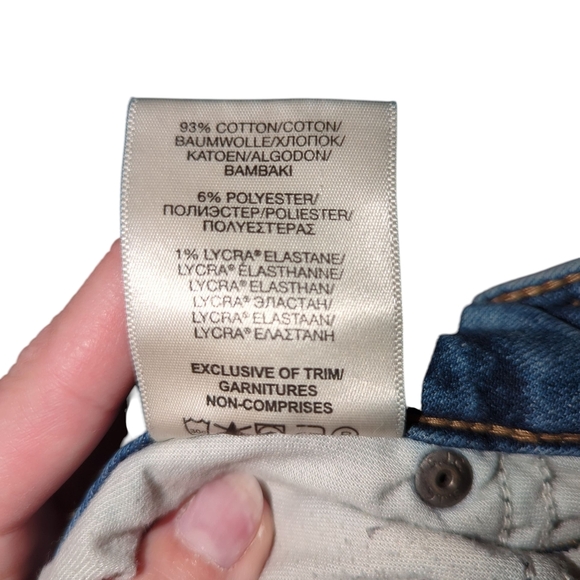 93% COTTON/COTON/
BAUMWOLLE/ХЛОПОК/
KATOEN/ALGODON/
ΒΑΜΒΑΚΙ
6% POLYESTER/
ПОЛИЭСТЕР/POLIESTER/
ΠΟΛΥΕΣΤΕΡΑΣ
1% LYCRA® ELASTANE/
LYCRA® ÉLASTHANNE/
LYCRA® ELASTHAN/
LYCRA® ЭЛАСТАН/
LYCRA® ELASTAAN/
LYCRA® ΕΛΑΣΤΑΝΗ
EXCLUSIVE OF TRIM/
GARNITURES
NON-COMPRISES